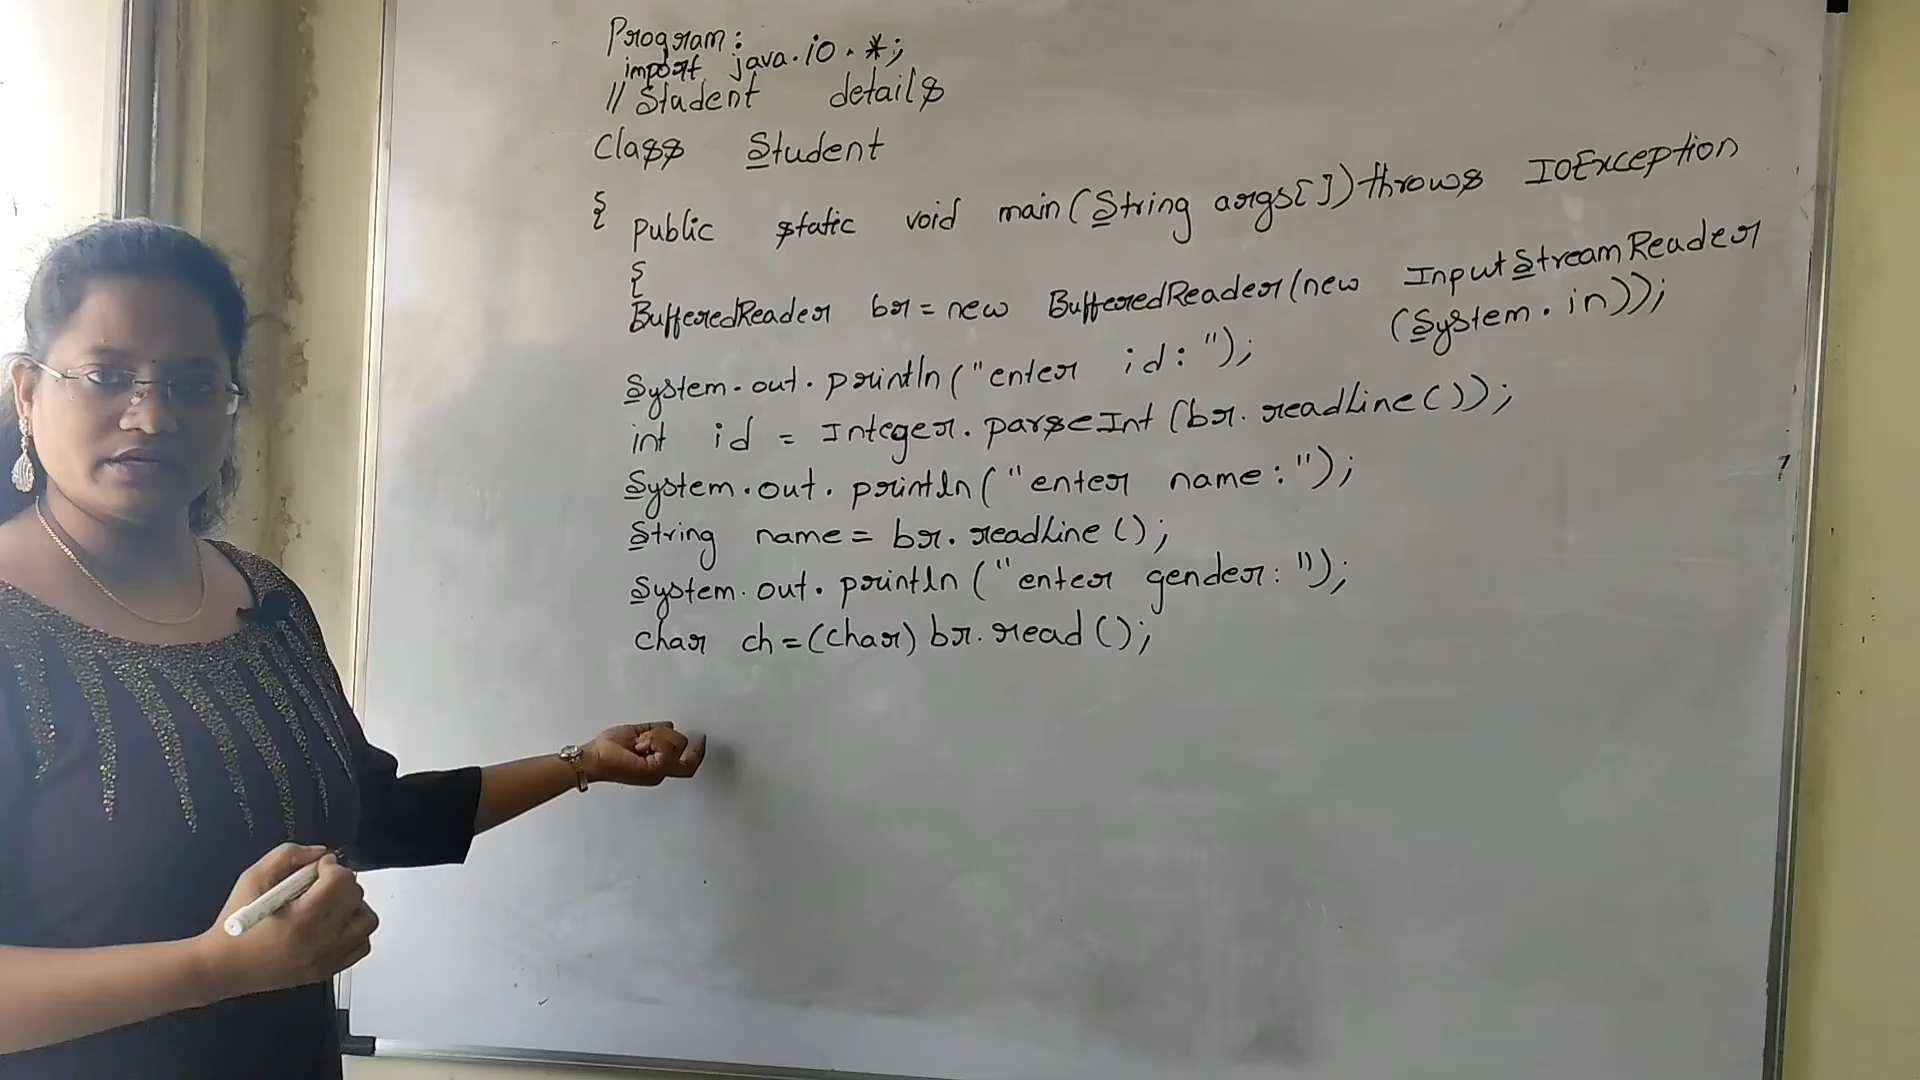 Program:
import java.io.*;
// Student details
class Student
{
public static void main(String args[]) throws IOException
{
BufferedReader br = new BufferedReader(new InputStreamReader
(System.in));
System.out.println("enter id:");
int id = Integer.parseInt(br.readLine());
System.out.println("enter name:");
String name = br.readLine();
System.out.println("enter gender:");
char ch = (char) br.read();